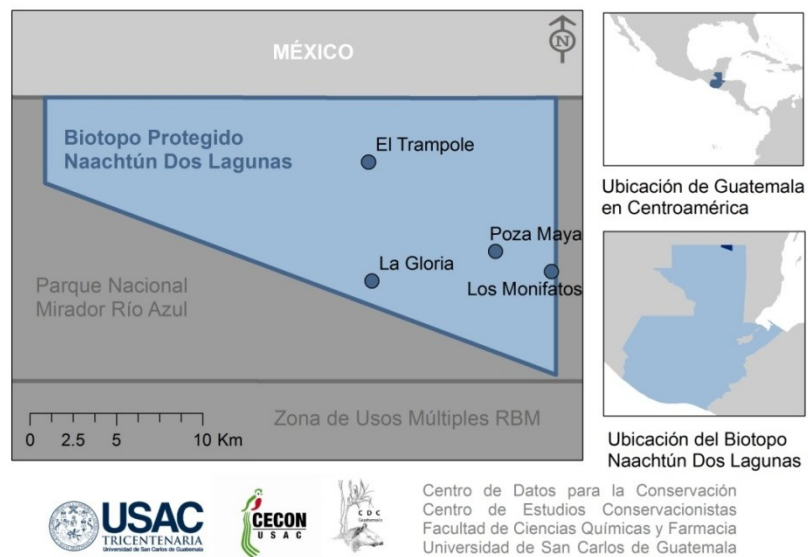 MÉXICO
N
Biotopo Protegido
Naachtún Dos Lagunas
El Trampole
Poza Maya
La Gloria
Los Monifatos
Parque Nacional
Mirador Río Azul
Zona de Usos Múltiples RBM
0 2.5 5 10 Km
Ubicación de Guatemala
en Centroamérica
Ubicación del Biotopo
Naachtún Dos Lagunas
USAC
TRICENTENARIA
Universidad de San Carlos de Guatemala
CECON
USAC
CDC
Guatemala
Centro de Datos para la Conservación
Centro de Estudios Conservacionistas
Facultad de Ciencias Químicas y Farmacia
Universidad de San Carlos de Guatemala